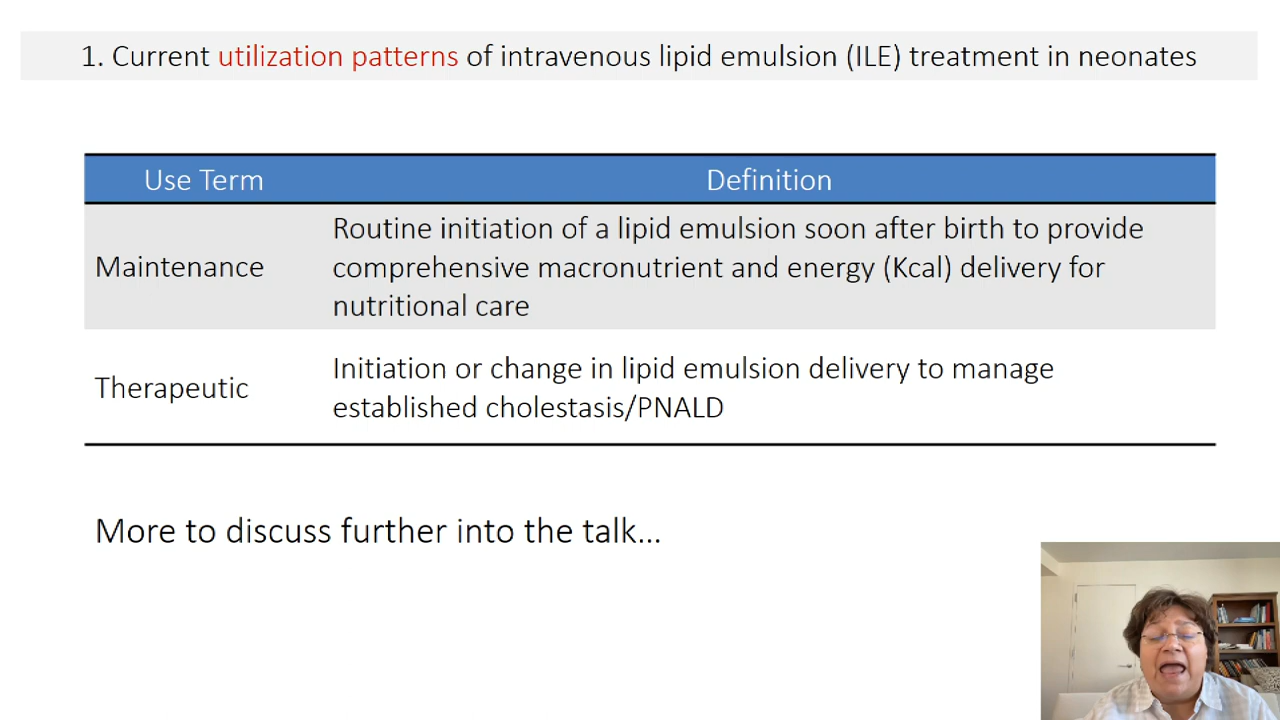 1. Current utilization patterns of intravenous lipid emulsion (ILE) treatment in neonates
Use Term
Definition
Maintenance
Routine initiation of a lipid emulsion soon after birth to provide
comprehensive macronutrient and energy (Kcal) delivery for
nutritional care
Therapeutic
Initiation or change in lipid emulsion delivery to manage
established cholestasis/PNALD
More to discuss further into the talk...